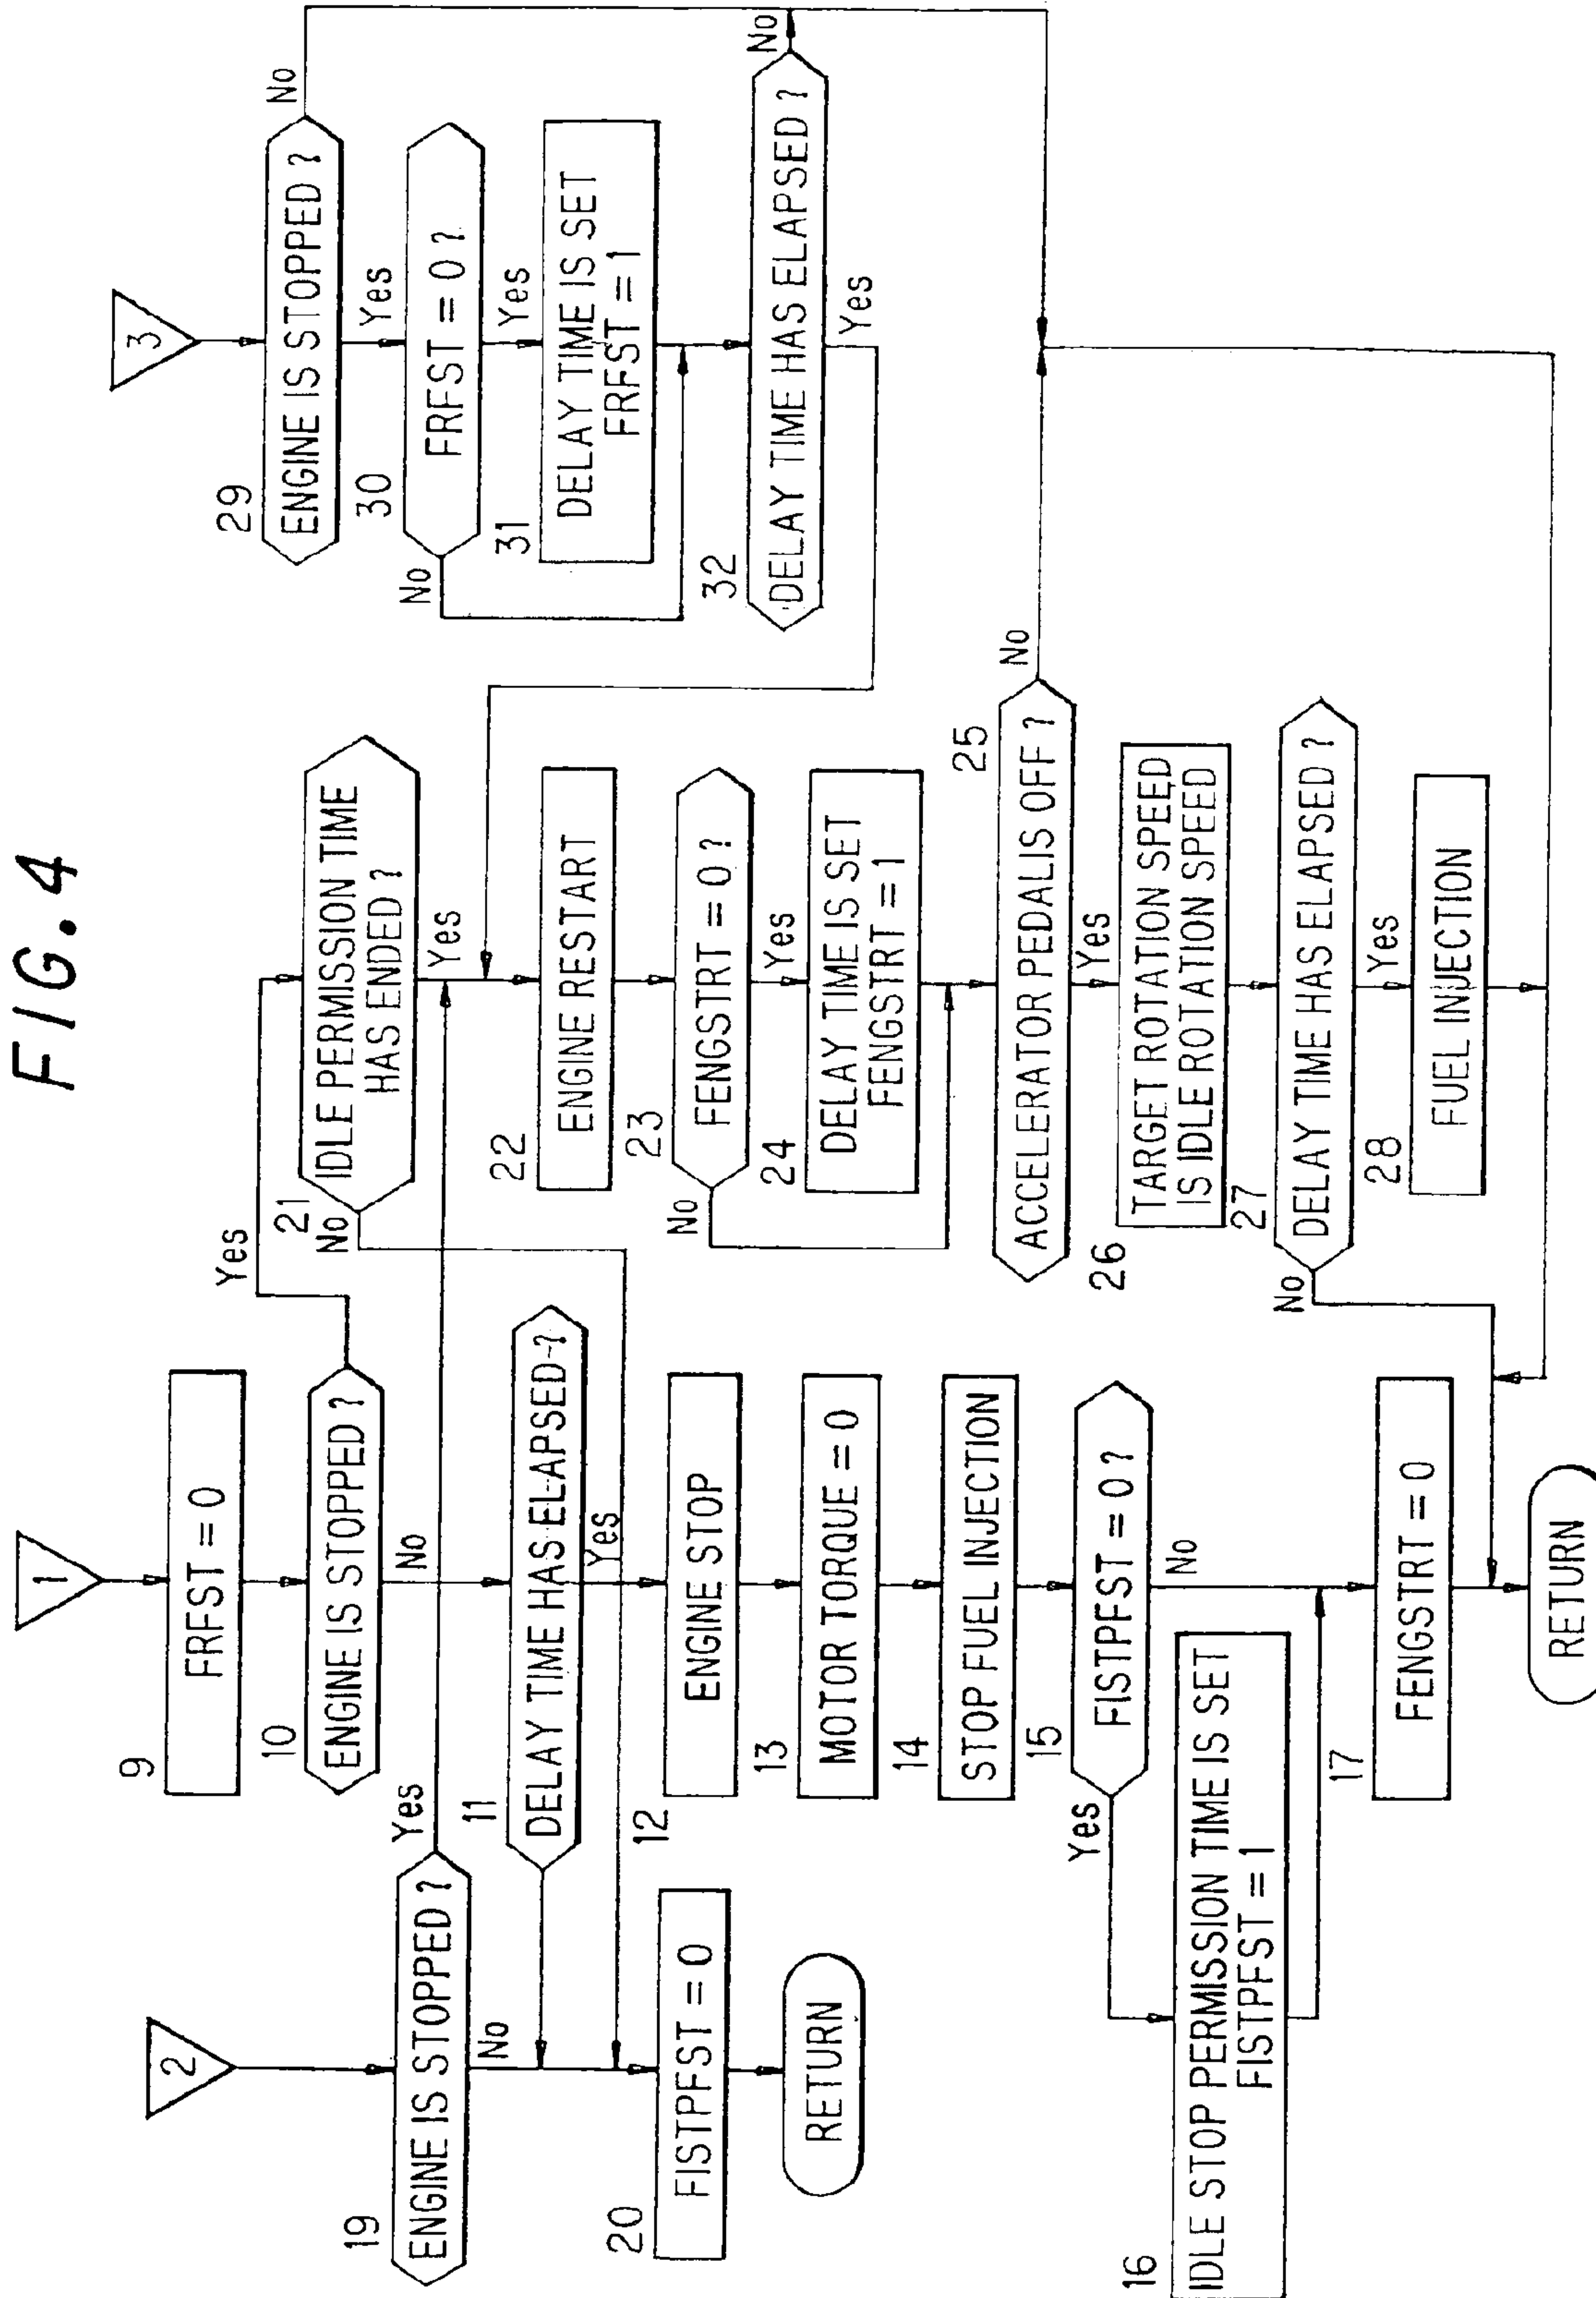 FIG.4
1
9
FRFST = 0
10
ENGINE IS STOPPED ?
Yes
No
11
DELAY TIME HAS ELAPSED ?
Yes
12
ENGINE STOP
13
MOTOR TORQUE = 0
14
STOP FUEL INJECTION
15
FISTPFST = 0 ?
Yes
No
16
IDLE STOP PERMISSION TIME IS SET
FISTPFST = 1
17
FENGSTRT = 0
RETURN
2
19
ENGINE IS STOPPED ?
Yes
No
20
FISTPFST = 0
RETURN
21
IDLE PERMISSION TIME
HAS ENDED ?
No
Yes
22
ENGINE RESTART
23
FENGSTRT = 0 ?
No
Yes
24
DELAY TIME IS SET
FENGSTRT = 1
25
ACCELERATOR PEDALIS OFF ?
No
Yes
26
TARGET ROTATION SPEED
IS IDLE ROTATION SPEED
27
DELAY TIME HAS ELAPSED ?
No
Yes
28
FUEL INJECTION
3
29
ENGINE IS STOPPED ?
No
Yes
30
FRFST = 0 ?
No
Yes
31
DELAY TIME IS SET
FRFST = 1
32
DELAY TIME HAS ELAPSED ?
No
Yes